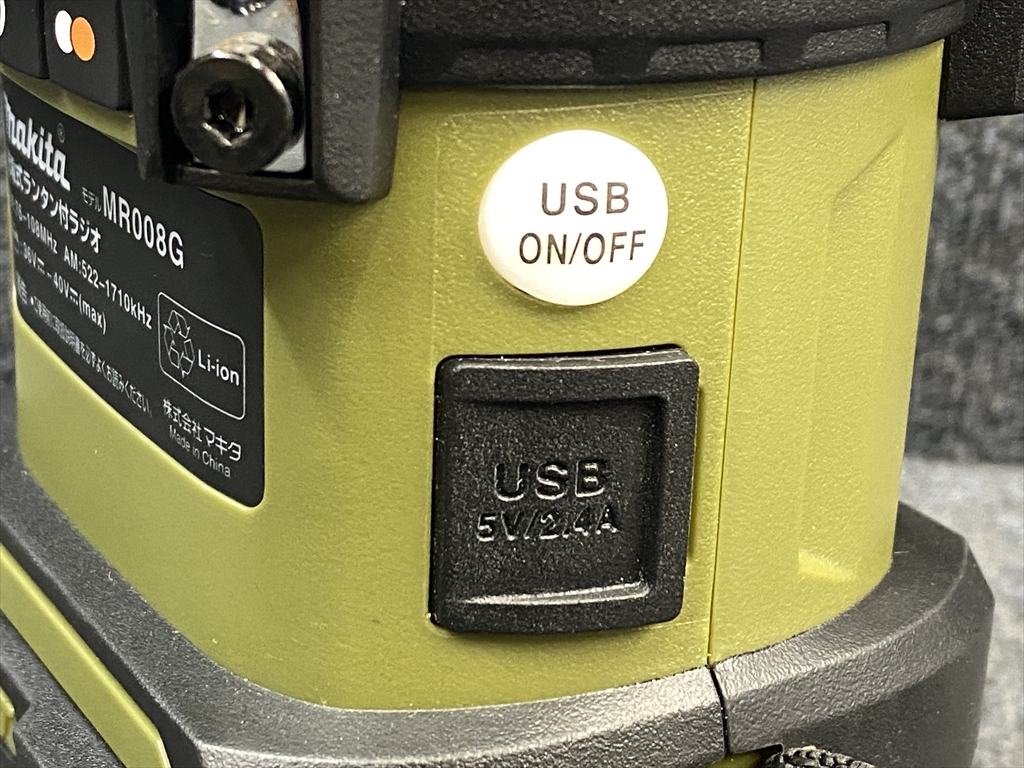 makita®
モデル MR008G
式ランタン付ラジオ
-108MHz AM:522-1710kHz
-40V⎓(max)
Li-ion
株式会社マキタ
Made in China
USB
ON/OFF
USB
5V/2.4A